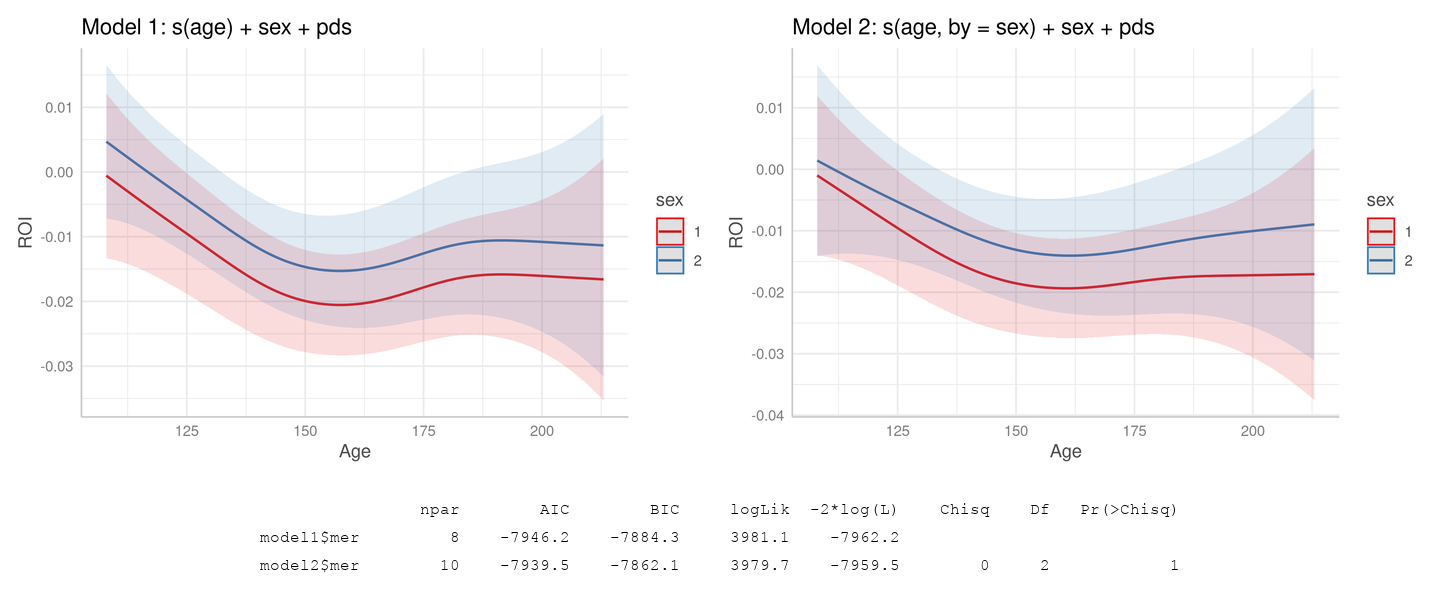 Model 1: s(age) + sex + pds
ROI
0.01
0.00
-0.01
-0.02
-0.03
125 150 175 200
Age
sex
1
2
Model 2: s(age, by = sex) + sex + pds
ROI
0.01
0.00
-0.01
-0.02
-0.03
-0.04
125 150 175 200
Age
sex
1
2
npar AIC BIC logLik -2*log(L) Chisq Df Pr(>Chisq)
model1$mer 8 -7946.2 -7884.3 3981.1 -7962.2
model2$mer 10 -7939.5 -7862.1 3979.7 -7959.5 0 2 1